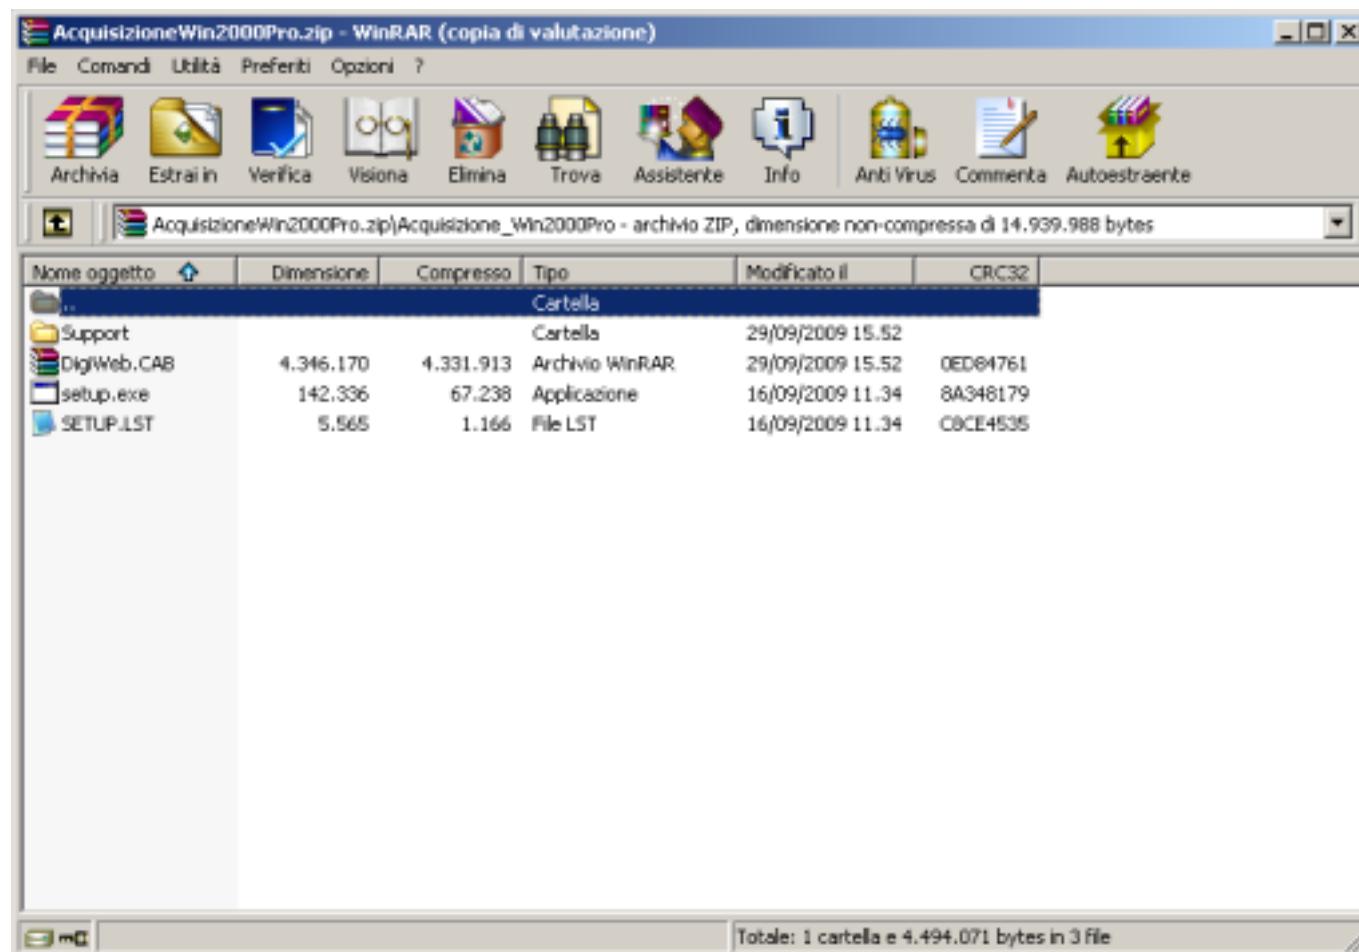 AcquisizioneWin2000Pro.zip - WinRAR (copia di valutazione)
File Comandi Utilità Preferiti Opzioni ?
Archivia Estrai in Verifica Visiona Elimina Trova Assistente Info Anti Virus Commenta Autoestraente
AcquisizioneWin2000Pro.zip\Acquisizione_Win2000Pro - archivio ZIP, dimensione non-compressa di 14.939.988 bytes
Nome oggetto Dimensione Compresso Tipo Modificato il CRC32
.. Cartella
Support Cartella 29/09/2009 15.52
DigiWeb.CAB 4.346.170 4.331.913 Archivio WinRAR 29/09/2009 15.52 0ED84761
setup.exe 142.336 67.238 Applicazione 16/09/2009 11.34 8A348179
SETUP.LST 5.565 1.166 File LST 16/09/2009 11.34 C8CE4535
Totale: 1 cartella e 4.494.071 bytes in 3 file